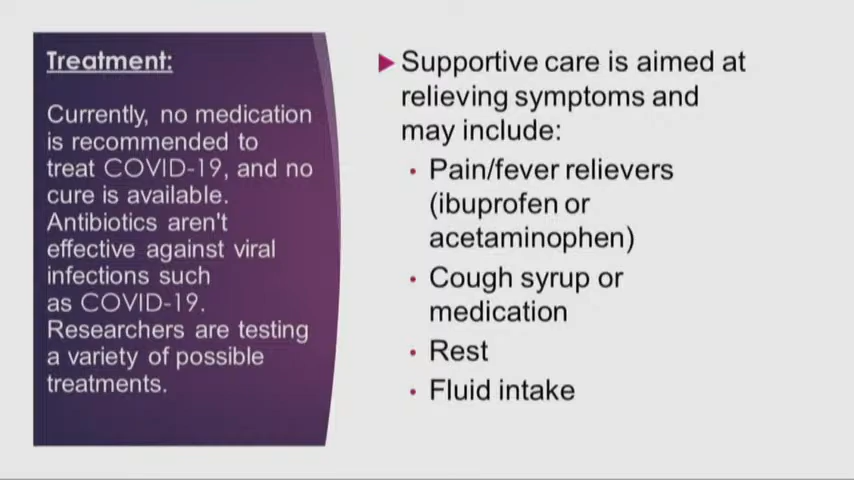 Treatment:
Currently, no medication
is recommended to
treat COVID-19, and no
cure is available.
Antibiotics aren't
effective against viral
infections such
as COVID-19.
Researchers are testing
a variety of possible
treatments.
Supportive care is aimed at
relieving symptoms and
may include:
• Pain/fever relievers
(ibuprofen or
acetaminophen)
• Cough syrup or
medication
• Rest
• Fluid intake